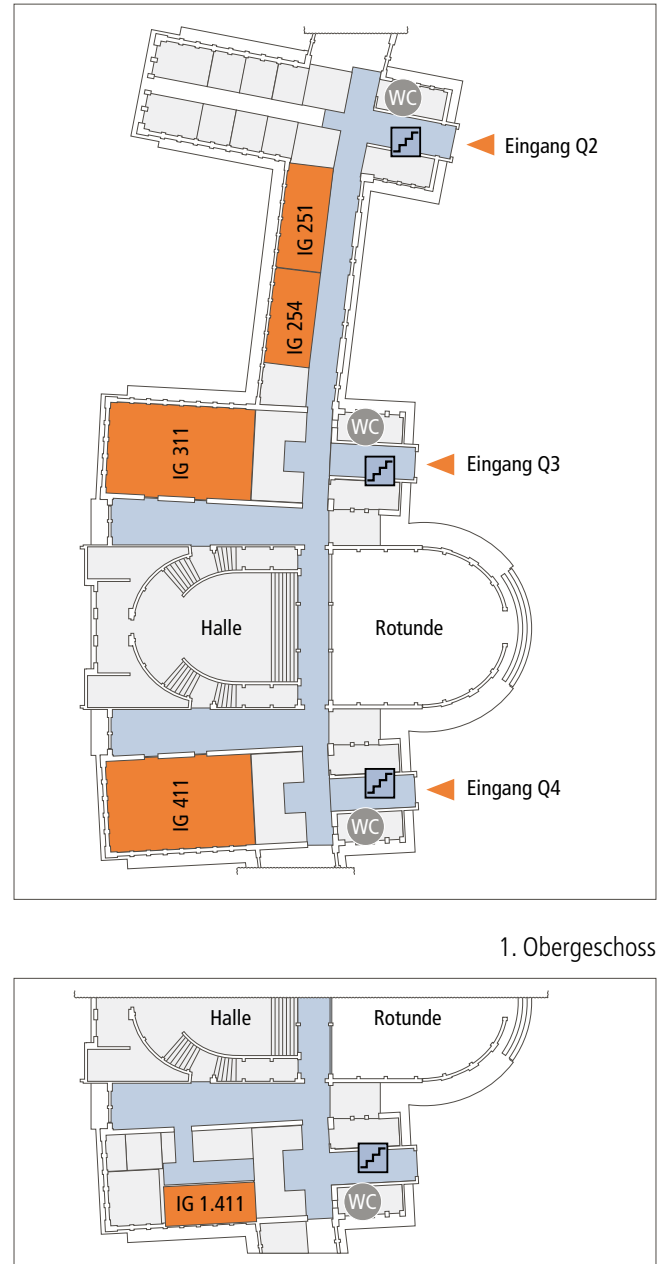 WC
Eingang Q2
IG 251
IG 254
WC
IG 311
Eingang Q3
Halle
Rotunde
IG 411
Eingang Q4
WC
1. Obergeschoss
Halle
Rotunde
IG 1.411
WC